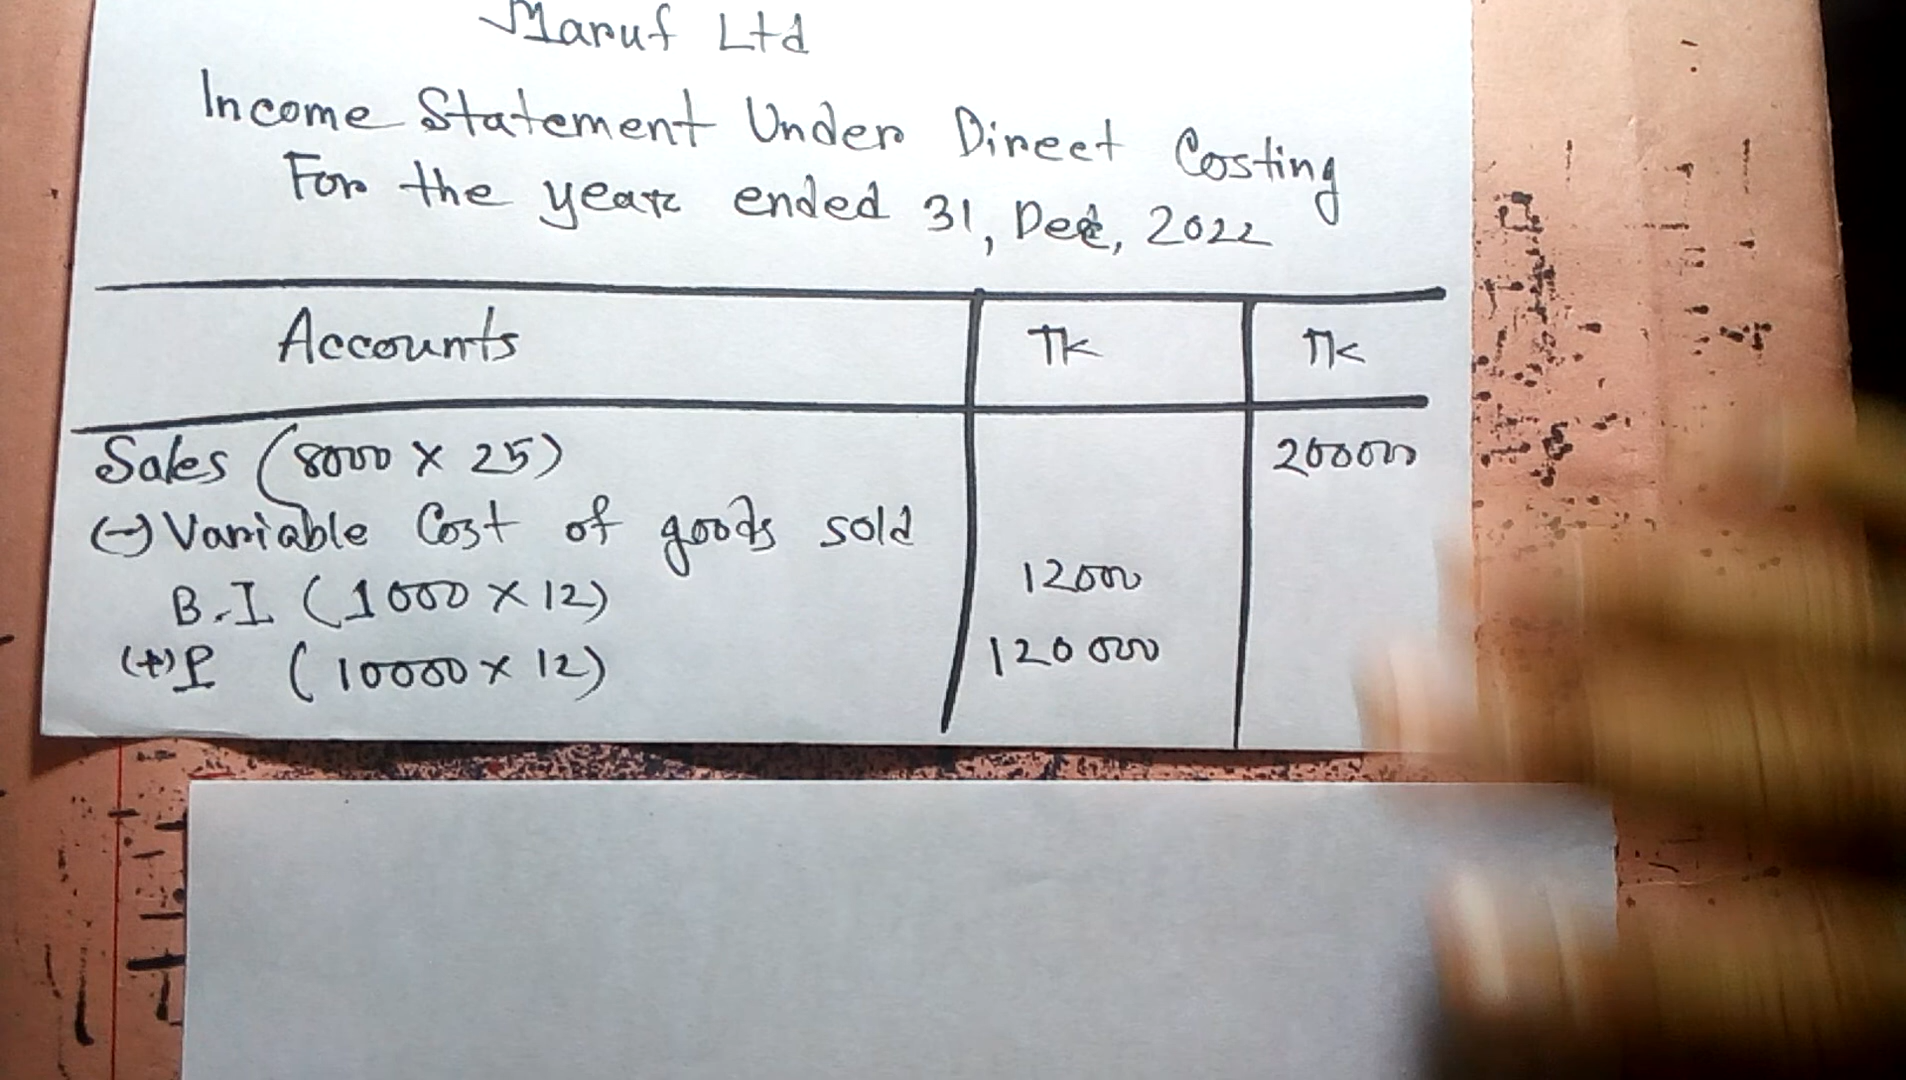 Maruf Ltd
Income Statement Under Direct Costing
For the year ended 31, Dec, 2022
Accounts TK TK
Sales (8000 × 25) 200000
(-) Variable Cost of goods sold
B.I (1000 × 12) 12000
(+) P (10000 × 12) 120000